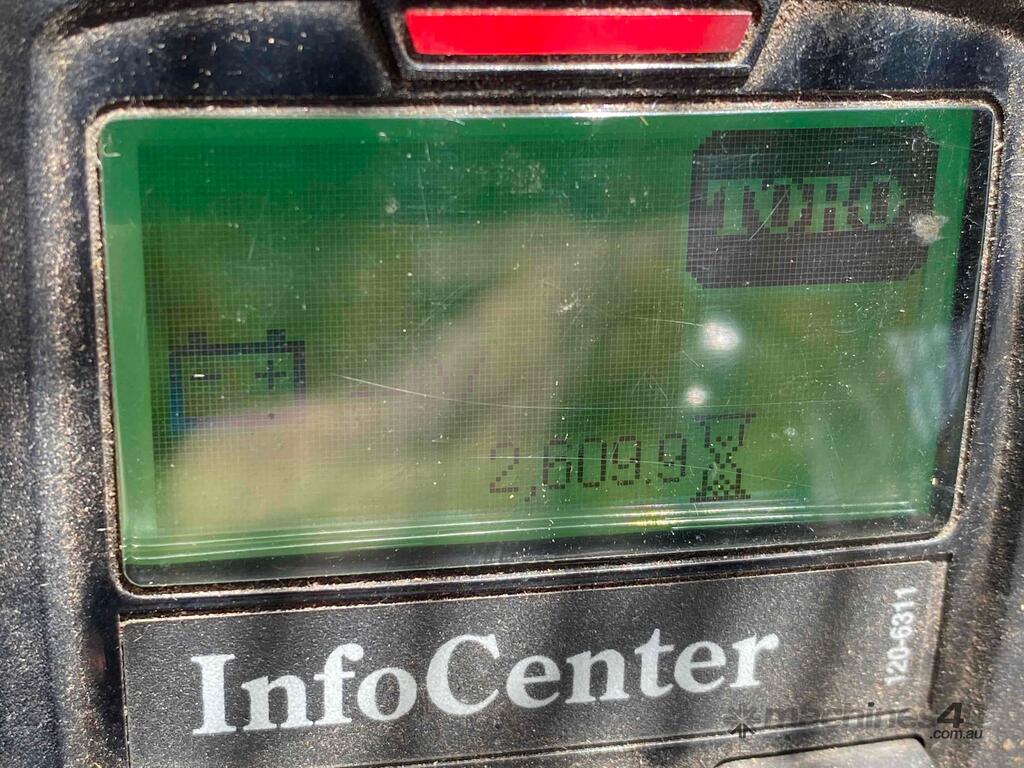 TORO
2,609.9
InfoCenter
120-6311
machines4
.com.au